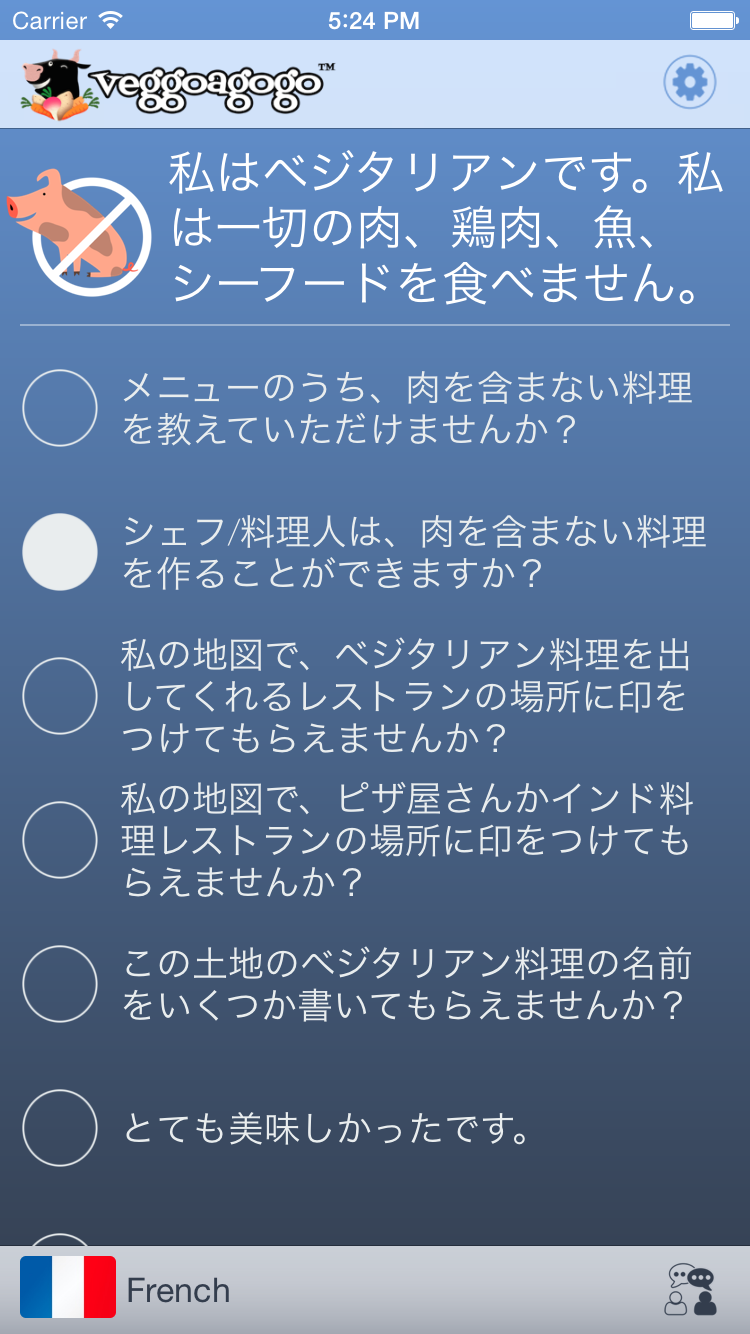 Carrier
5:24 PM
veggoagogo™
私はベジタリアンです。私
は一切の肉、鶏肉、魚、
シーフードを食べません。
メニューのうち、肉を含まない料理
を教えていただけませんか？
シェフ/料理人は、肉を含まない料理
を作ることができますか？
私の地図で、ベジタリアン料理を出
してくれるレストランの場所に印を
つけてもらえませんか？
私の地図で、ピザ屋さんかインド料
理レストランの場所に印をつけても
らえませんか？
この土地のベジタリアン料理の名前
をいくつか書いてもらえませんか？
とても美味しかったです。
French